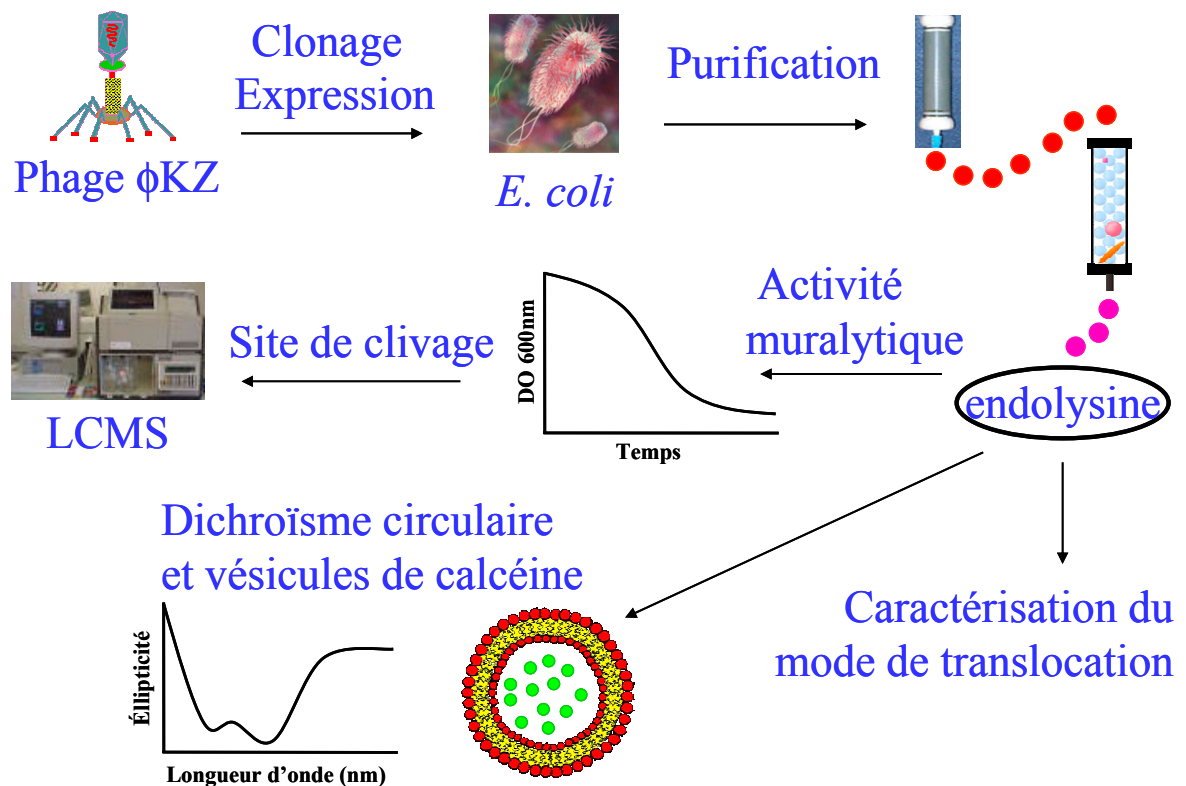 Clonage
Expression
Purification
Phage ϕKZ
E. coli
Activité
muralytique
Site de clivage
DO 600nm
endolysine
LCMS
Temps
Dichroïsme circulaire
et vésicules de calcéine
Caractérisation du
mode de translocation
Éllipticité
Longueur d’onde (nm)